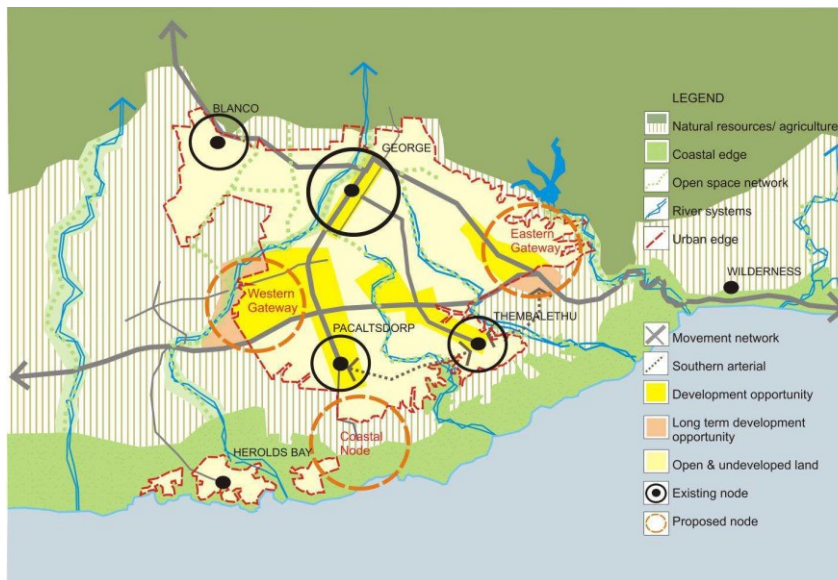 BLANCO
GEORGE
Eastern
Gateway
WILDERNESS
Western
Gateway
THEMBALETHU
PACALTSDORP
Coastal
Node
HEROLDS BAY
LEGEND
Natural resources/ agriculture
Coastal edge
Open space network
River systems
Urban edge
Movement network
Southern arterial
Development opportunity
Long term development
opportunity
Open & undeveloped land
Existing node
Proposed node